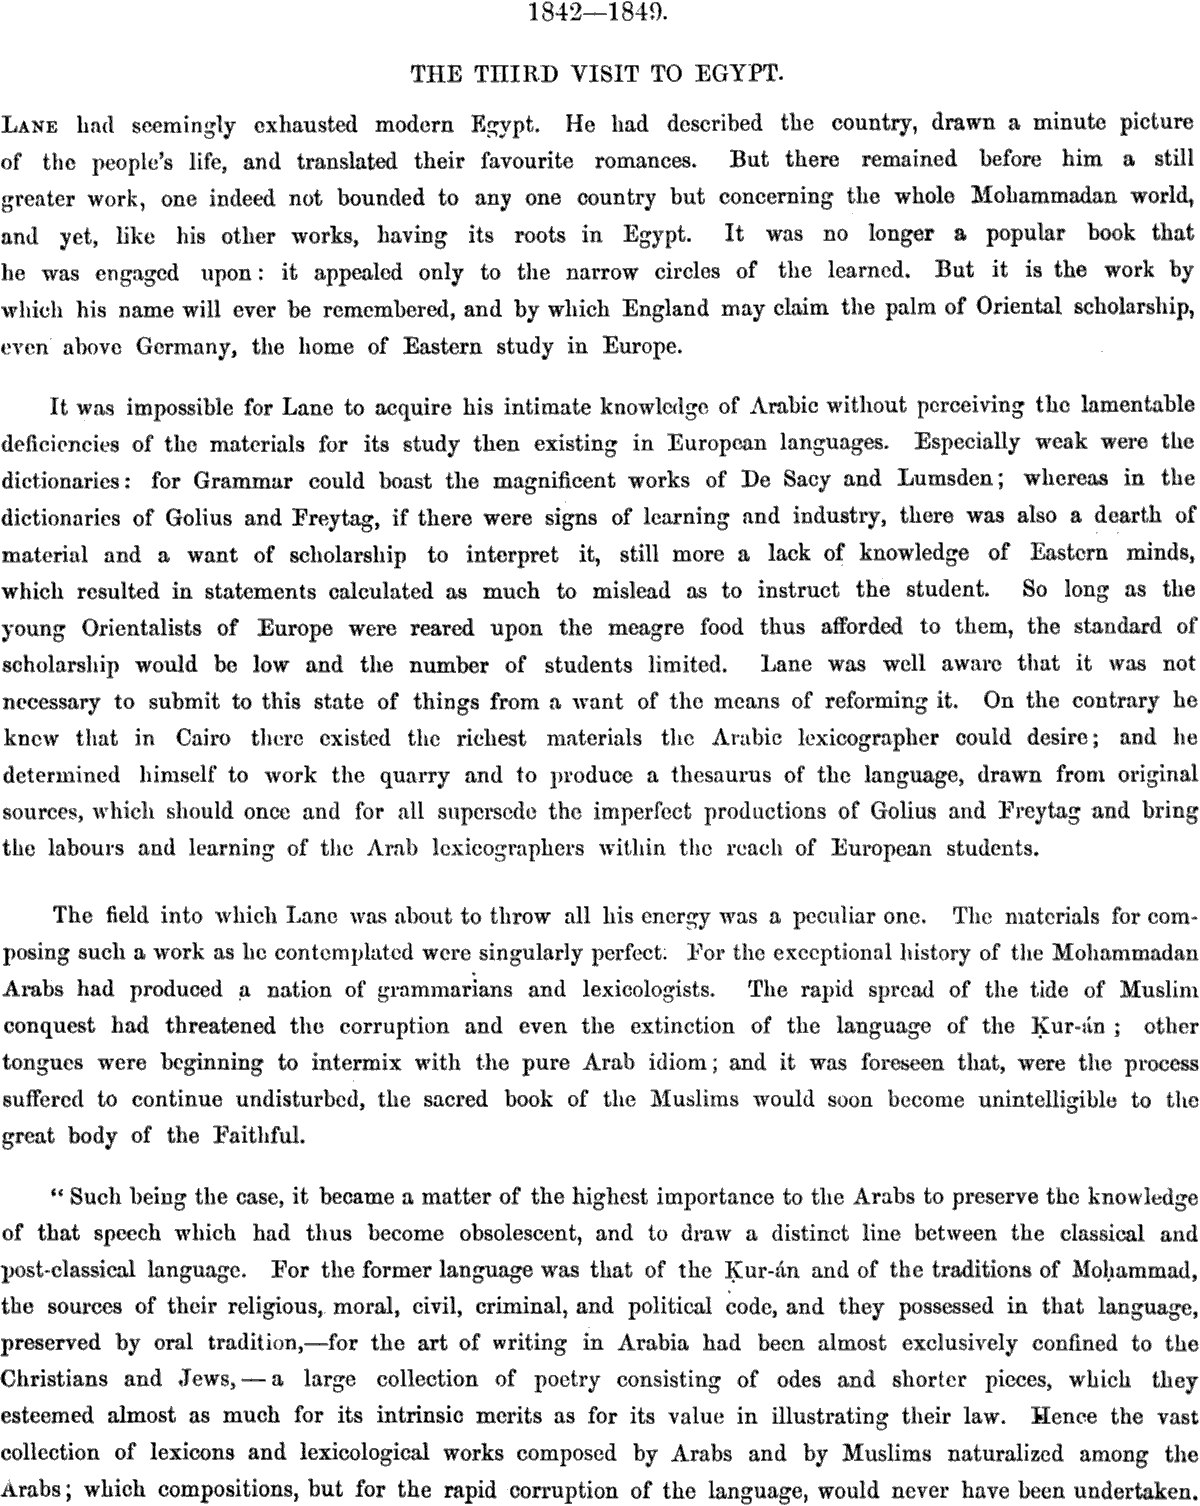 1842—1849.
THE THIRD VISIT TO EGYPT.
LANE had seemingly exhausted modern Egypt. He had described the country, drawn a minute picture
of the people's life, and translated their favourite romances. But there remained before him a still
greater work, one indeed not bounded to any one country but concerning the whole Mohammadan world,
and yet, like his other works, having its roots in Egypt. It was no longer a popular book that
he was engaged upon: it appealed only to the narrow circles of the learned. But it is the work by
which his name will ever be remembered, and by which England may claim the palm of Oriental scholarship,
even above Germany, the home of Eastern study in Europe.
It was impossible for Lane to acquire his intimate knowledge of Arabic without perceiving the lamentable
deficiencies of the materials for its study then existing in European languages. Especially weak were the
dictionaries: for Grammar could boast the magnificent works of De Sacy and Lumsden; whereas in the
dictionaries of Golius and Freytag, if there were signs of learning and industry, there was also a dearth of
material and a want of scholarship to interpret it, still more a lack of knowledge of Eastern minds,
which resulted in statements calculated as much to mislead as to instruct the student. So long as the
young Orientalists of Europe were reared upon the meagre food thus afforded to them, the standard of
scholarship would be low and the number of students limited. Lane was well aware that it was not
necessary to submit to this state of things from a want of the means of reforming it. On the contrary he
knew that in Cairo there existed the richest materials the Arabic lexicographer could desire; and he
determined himself to work the quarry and to produce a thesaurus of the language, drawn from original
sources, which should once and for all supersede the imperfect productions of Golius and Freytag and bring
the labours and learning of the Arab lexicographers within the reach of European students.
The field into which Lane was about to throw all his energy was a peculiar one. The materials for com-
posing such a work as he contemplated were singularly perfect. For the exceptional history of the Mohammadan
Arabs had produced a nation of grammarians and lexicologists. The rapid spread of the tide of Muslim
conquest had threatened the corruption and even the extinction of the language of the Ḳur-án; other
tongues were beginning to intermix with the pure Arab idiom; and it was foreseen that, were the process
suffered to continue undisturbed, the sacred book of the Muslims would soon become unintelligible to the
great body of the Faithful.
“Such being the case, it became a matter of the highest importance to the Arabs to preserve the knowledge
of that speech which had thus become obsolescent, and to draw a distinct line between the classical and
post-classical language. For the former language was that of the Ḳur-án and of the traditions of Moḥammad,
the sources of their religious, moral, civil, criminal, and political code, and they possessed in that language,
preserved by oral tradition,—for the art of writing in Arabia had been almost exclusively confined to the
Christians and Jews,—a large collection of poetry consisting of odes and shorter pieces, which they
esteemed almost as much for its intrinsic merits as for its value in illustrating their law. Hence the vast
collection of lexicons and lexicological works composed by Arabs and by Muslims naturalized among the
Arabs; which compositions, but for the rapid corruption of the language, would never have been undertaken.